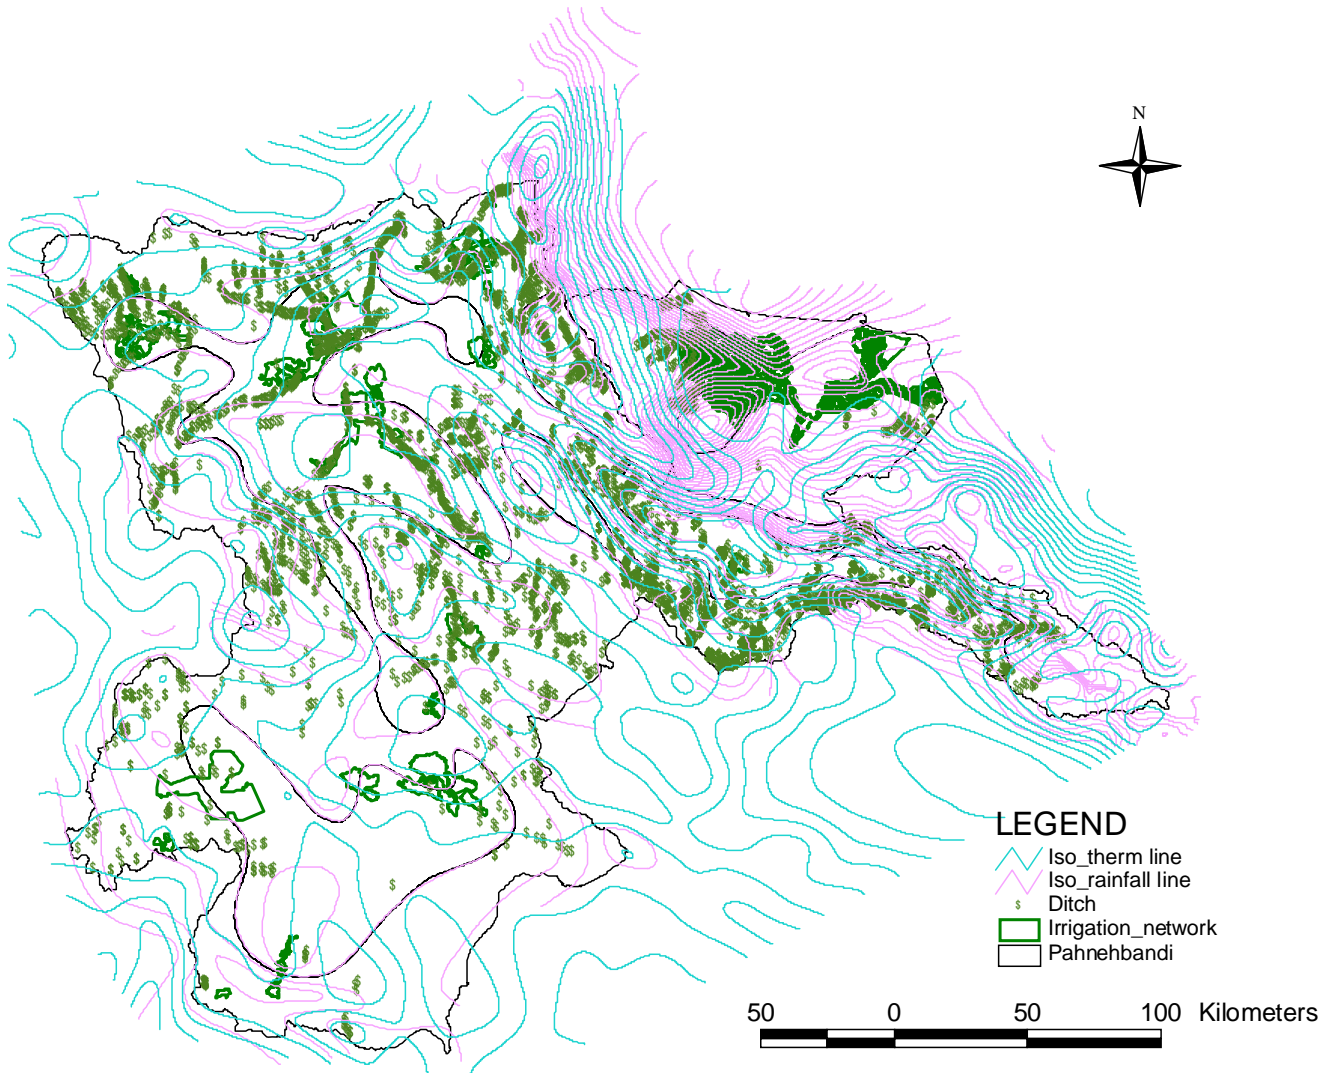 N
LEGEND
Iso_therm line
Iso_rainfall line
$ Ditch
Irrigation_network
Pahnehbandi
50 0 50 100 Kilometers